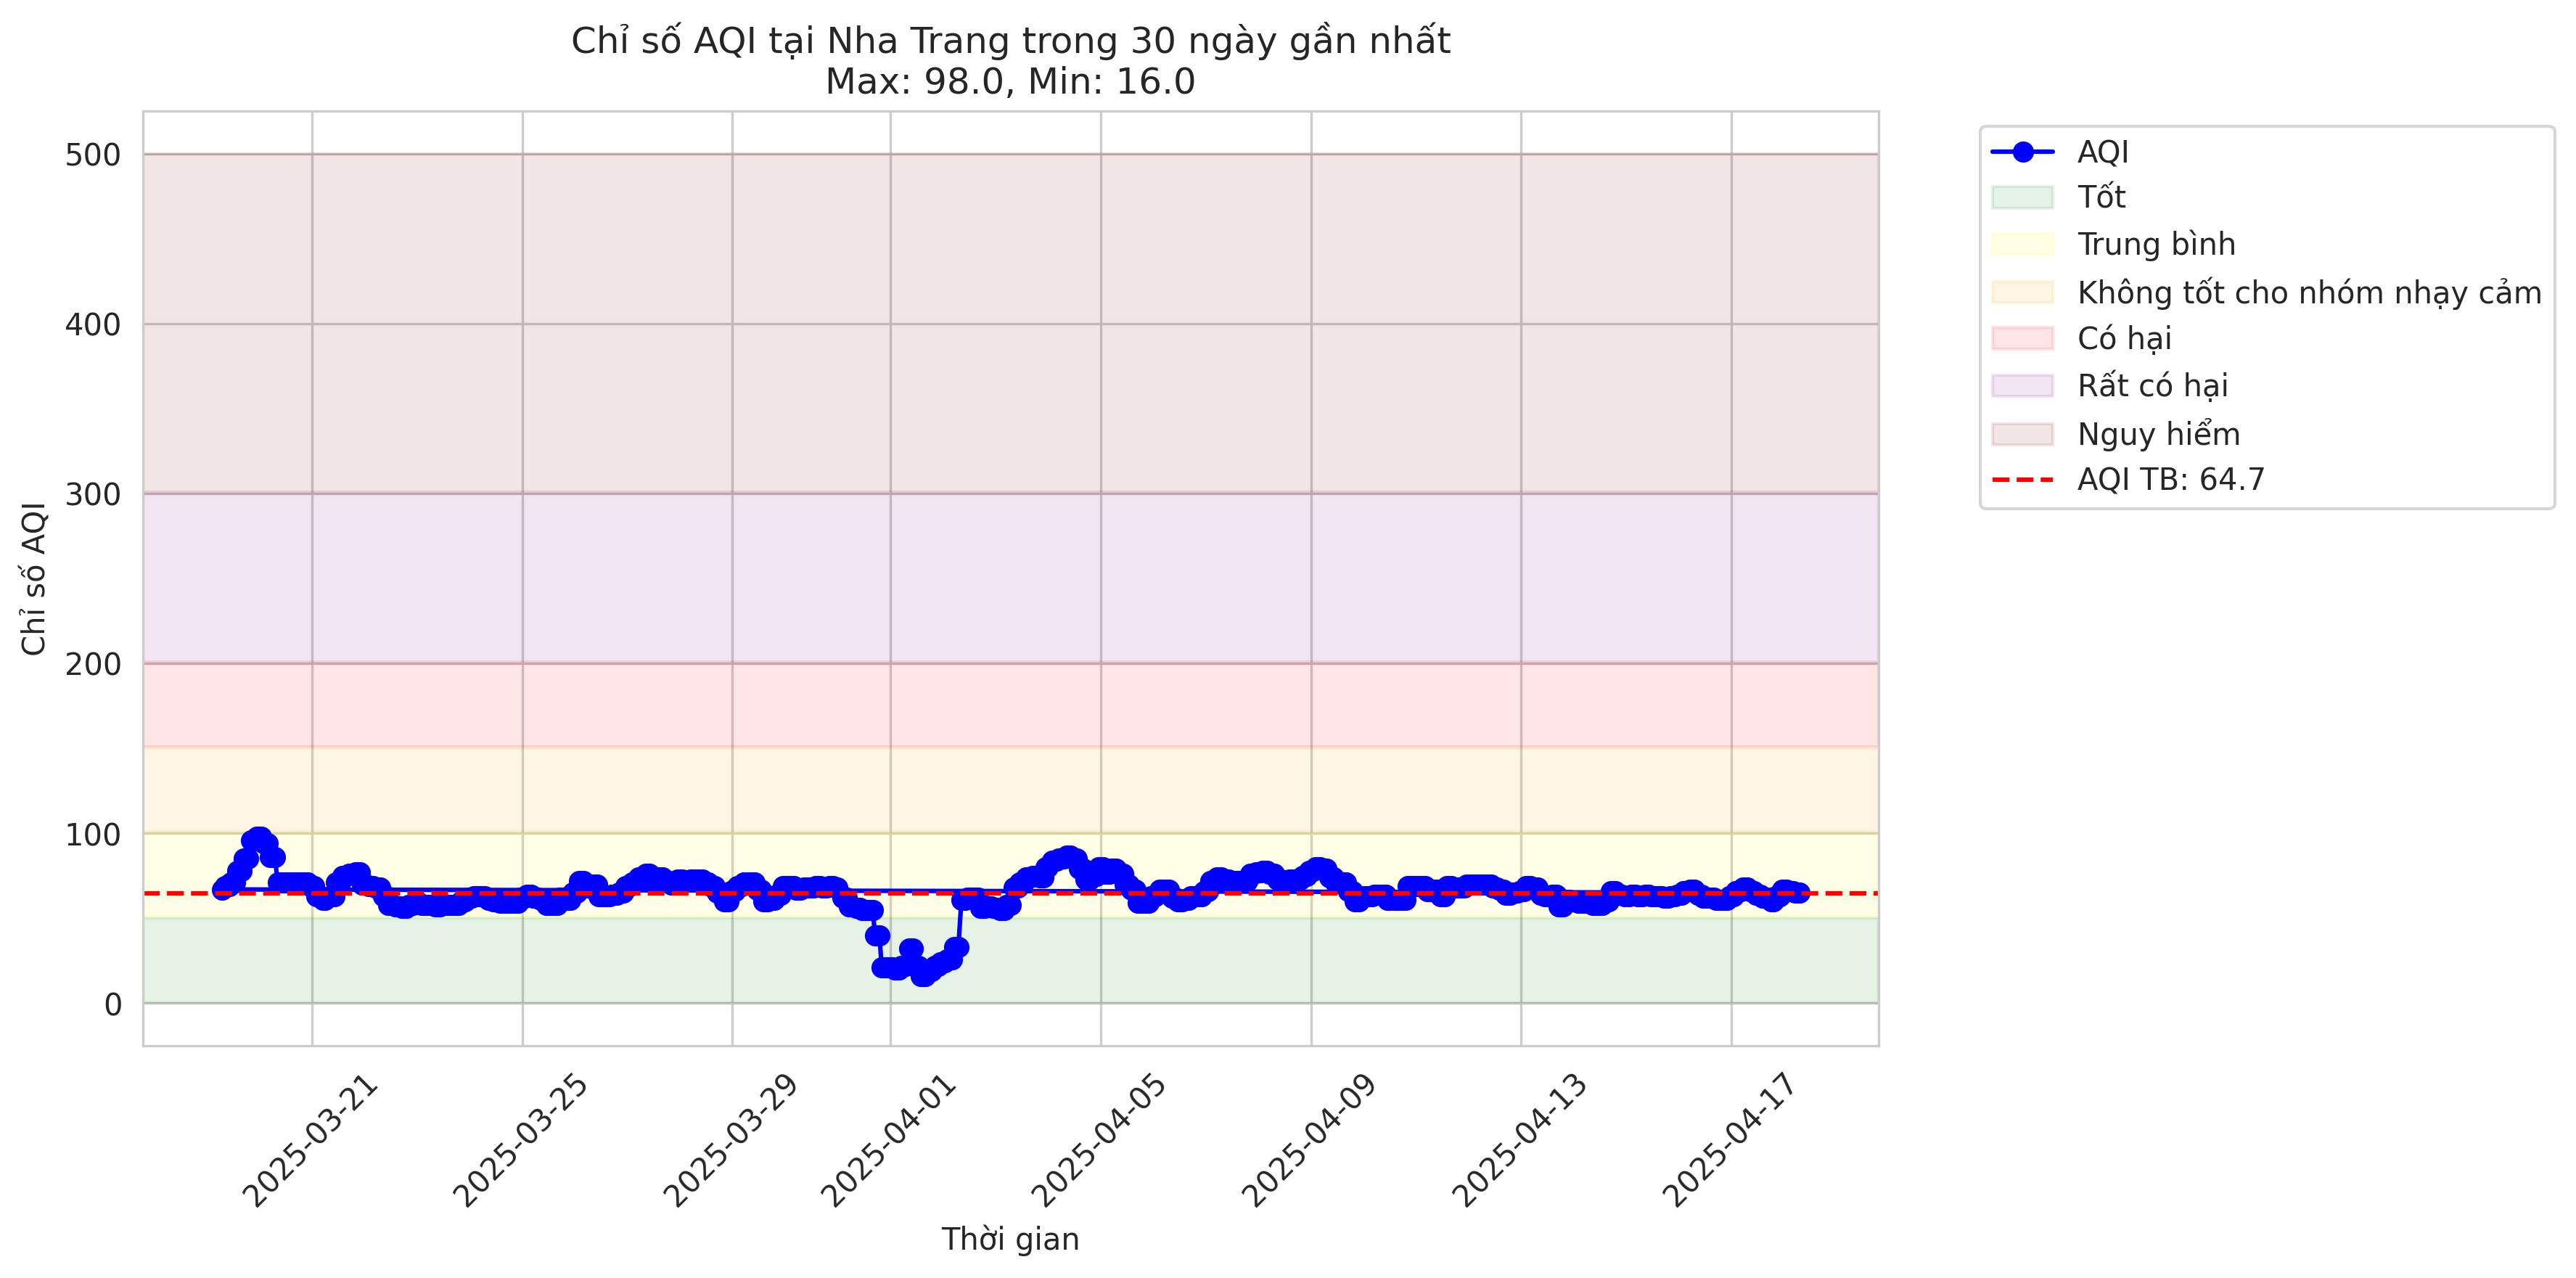 Chỉ số AQI tại Nha Trang trong 30 ngày gần nhất
Max: 98.0, Min: 16.0
Chỉ số AQI
500
400
300
200
100
0
2025-03-21
2025-03-25
2025-03-29
2025-04-01
2025-04-05
2025-04-09
2025-04-13
2025-04-17
Thời gian
AQI
Tốt
Trung bình
Không tốt cho nhóm nhạy cảm
Có hại
Rất có hại
Nguy hiểm
AQI TB: 64.7